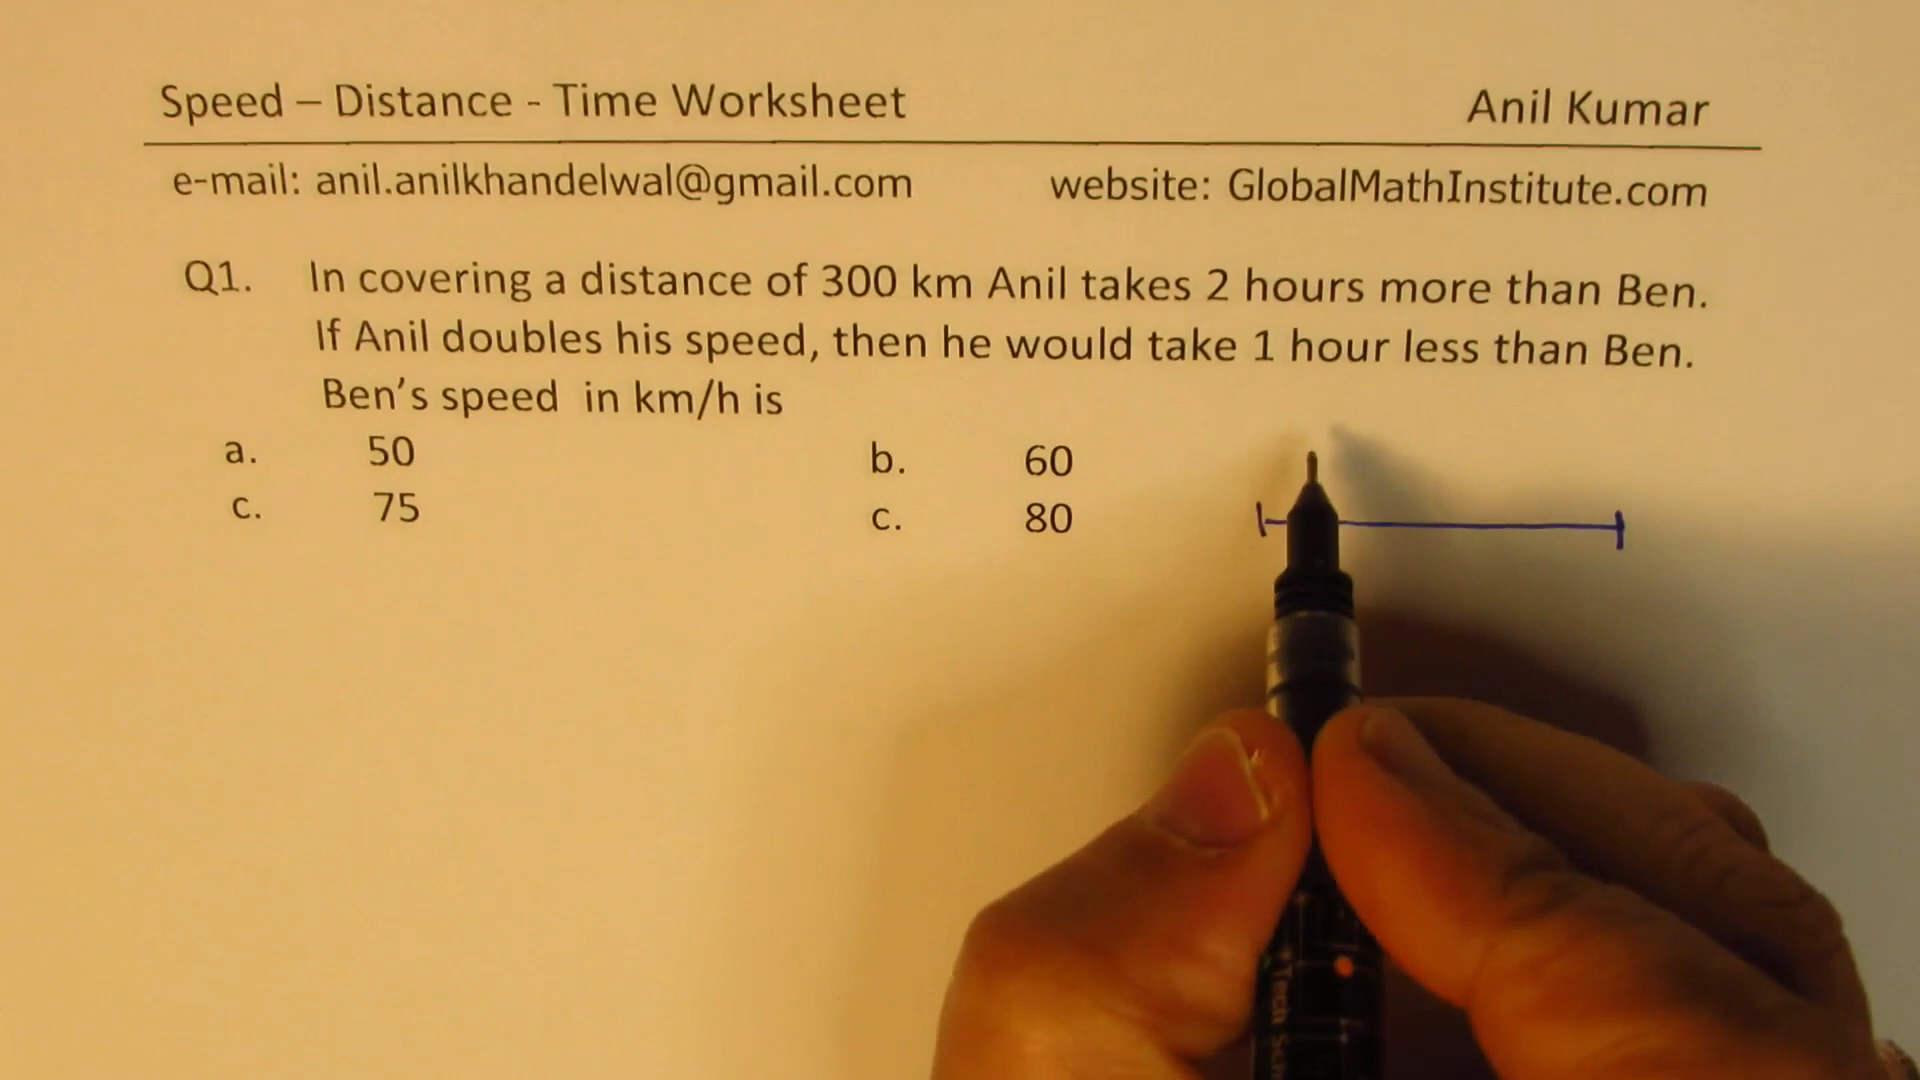 Speed – Distance - Time Worksheet Anil Kumar
e-mail: anil.anilkhandelwal@gmail.com website: GlobalMathInstitute.com
Q1. In covering a distance of 300 km Anil takes 2 hours more than Ben.
If Anil doubles his speed, then he would take 1 hour less than Ben.
Ben’s speed in km/h is
a. 50 b. 60
c. 75 c. 80